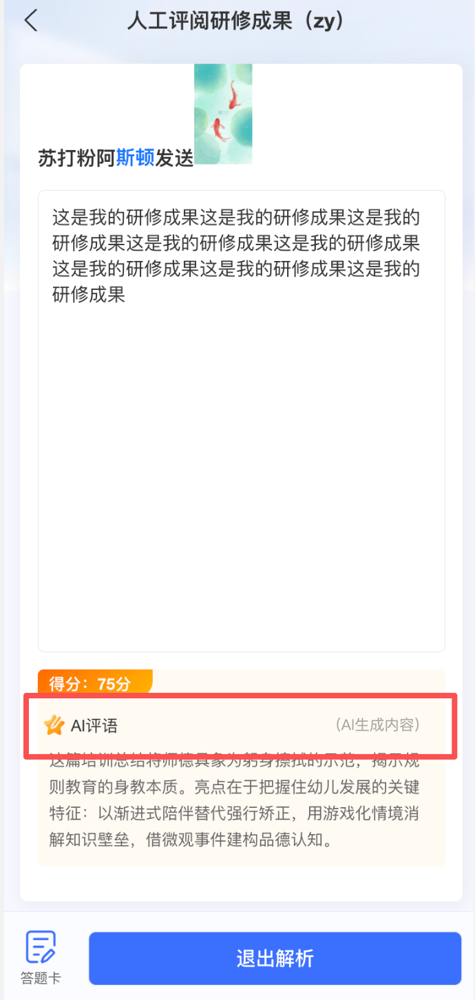 人工评阅研修成果（zy）
苏打粉阿斯顿发送
这是我的研修成果这是我的研修成果这是我的
研修成果这是我的研修成果这是我的研修成果
这是我的研修成果这是我的研修成果这是我的
研修成果
得分：75分
AI评语
（AI生成内容）
这篇培训总结将师德具象为躬身擦拭的示范，揭示规
则教育的身教本质。亮点在于把握住幼儿发展的关键
特征：以渐进式陪伴替代强行矫正，用游戏化情境消
解知识壁垒，借微观事件建构品德认知。
答题卡
退出解析